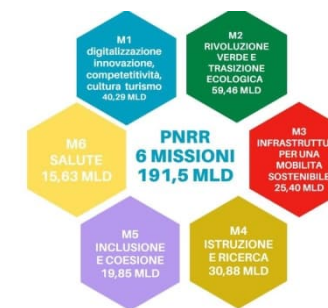 M1
digitalizzazione
innovazione,
competetitività,
cultura turismo
40,29 MLD
M2
RIVOLUZIONE
VERDE E
TRASIZIONE
ECOLOGICA
59,46 MLD
M6
SALUTE
15,63 MLD
PNRR
6 MISSIONI
191,5 MLD
M3
INFRASTRUTTU
PER UNA
MOBILITA
SOSTENIBILE
25,40 MLD
M5
INCLUSIONE
E COESIONE
19,85 MLD
M4
ISTRUZIONE
E RICERCA
30,88 MLD